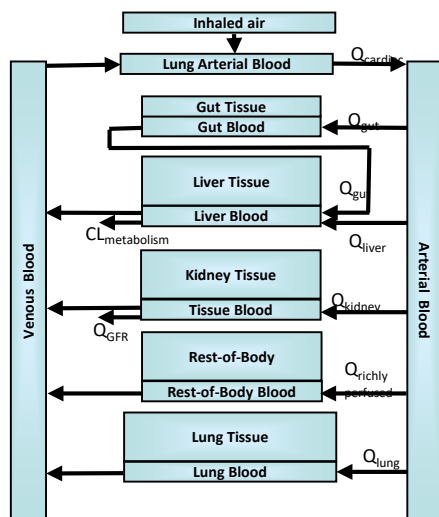 Inhaled air
Lung Arterial Blood
Qcardiac
Gut Tissue
Gut Blood
Qgut
Liver Tissue
Qgut
Liver Blood
CLmetabolism
Qliver
Kidney Tissue
Qkidney
Tissue Blood
QGFR
Rest-of-Body
Qrichly
perfused
Rest-of-Body Blood
Lung Tissue
Qlung
Lung Blood
Venous Blood
Arterial Blood